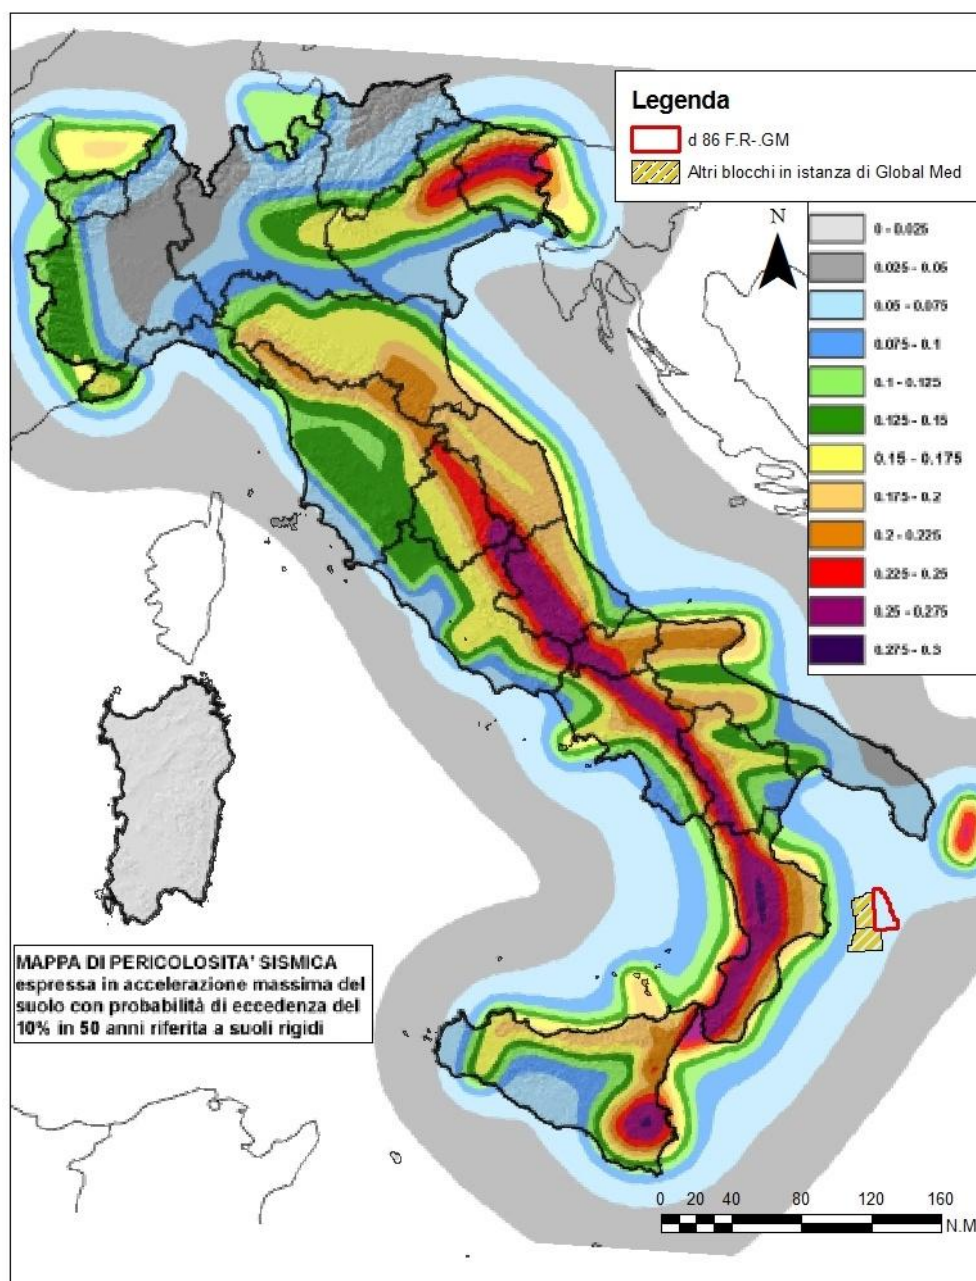 Legenda
d 86 F.R-.GM
Altri blocchi in istanza di Global Med
N
0 - 0.025
0.025 - 0.05
0.05 - 0.075
0.075 - 0.1
0.1 - 0.125
0.125 - 0.15
0.15 - 0.175
0.175 - 0.2
0.2 - 0.225
0.225 - 0.25
0.25 - 0.275
0.275 - 0.3
MAPPA DI PERICOLOSITA' SISMICA
espressa in accelerazione massima del
suolo con probabilità di eccedenza del
10% in 50 anni riferita a suoli rigidi
0 20 40 80 120 160
N.M